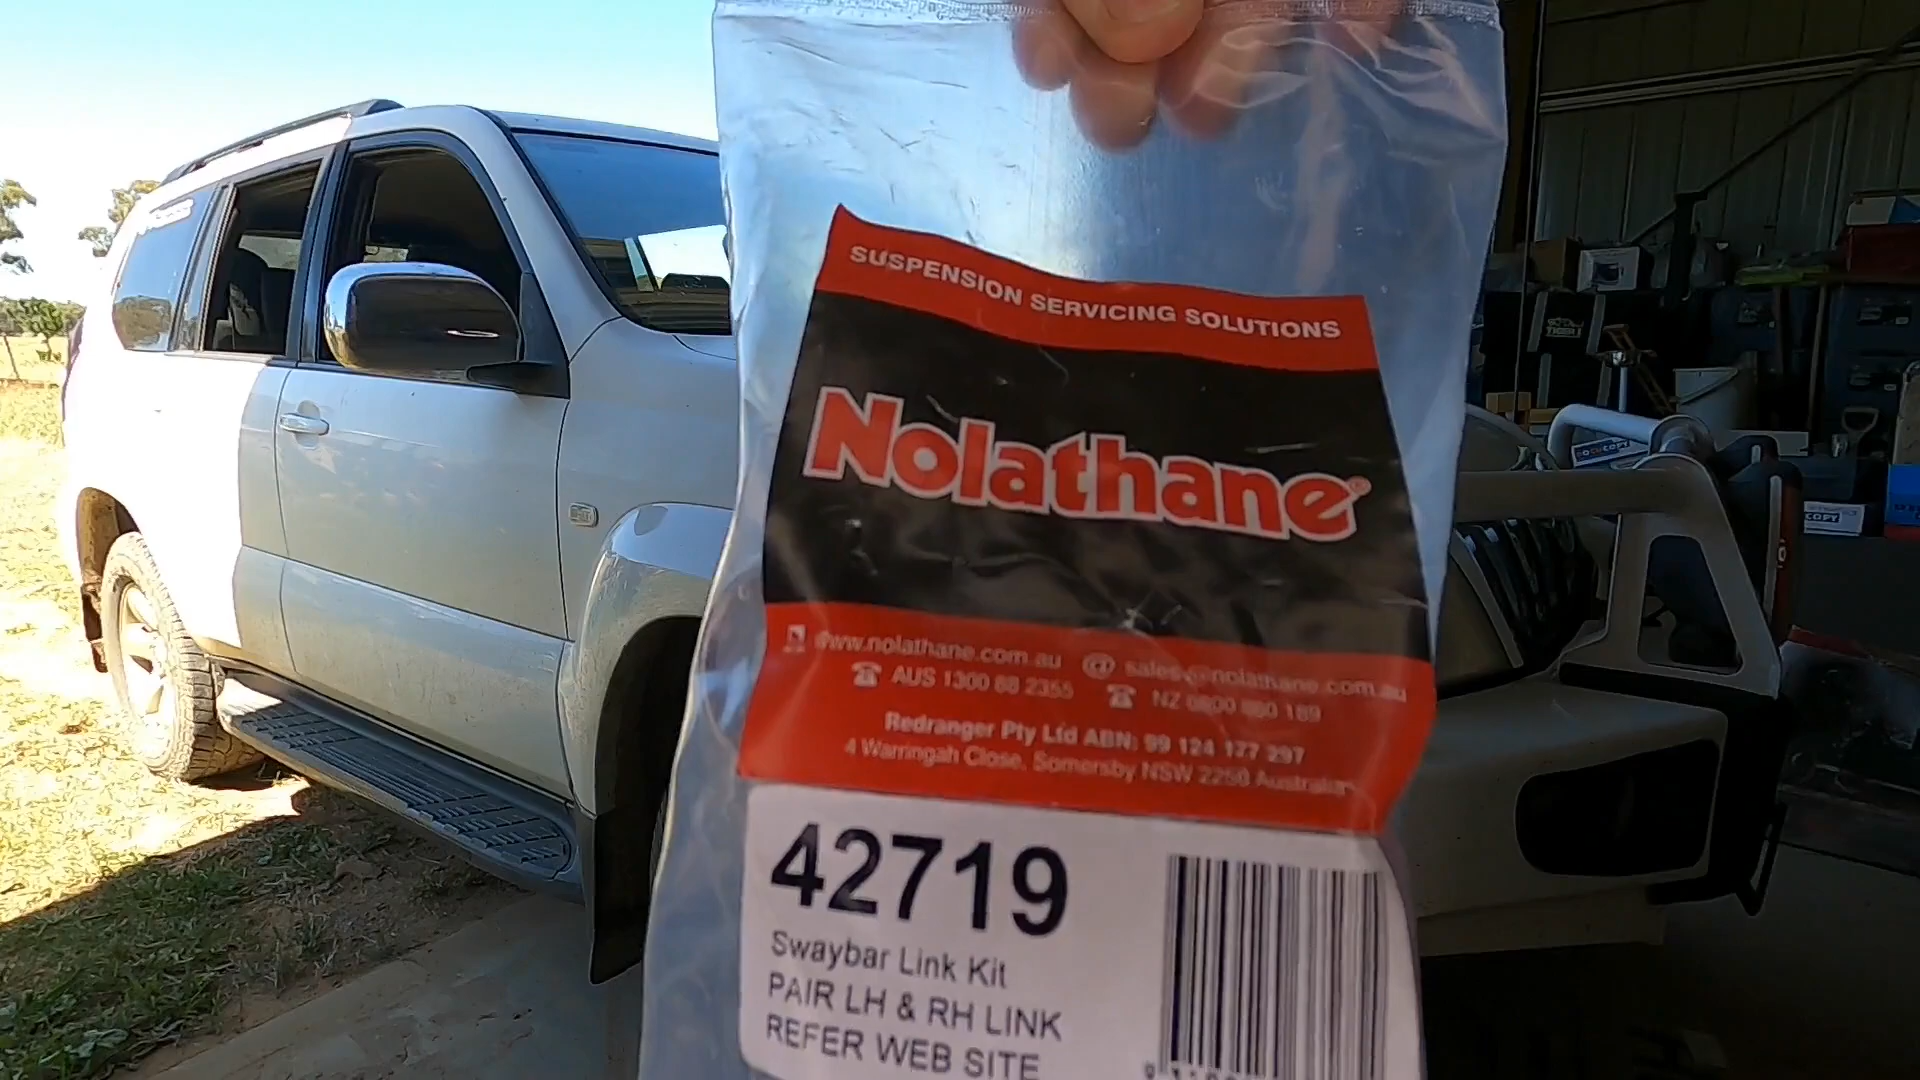 SUSPENSION SERVICING SOLUTIONS
Nolathane®
www.nolathane.com.au @ sales@nolathane.com.au
AUS 1300 88 2355 NZ 0800 880 189
Redranger Pty Ltd ABN: 99 124 177 297
4 Warringah Close, Somersby NSW 2250 Australia
42719
Swaybar Link Kit
PAIR LH & RH LINK
REFER WEB SITE
COPY